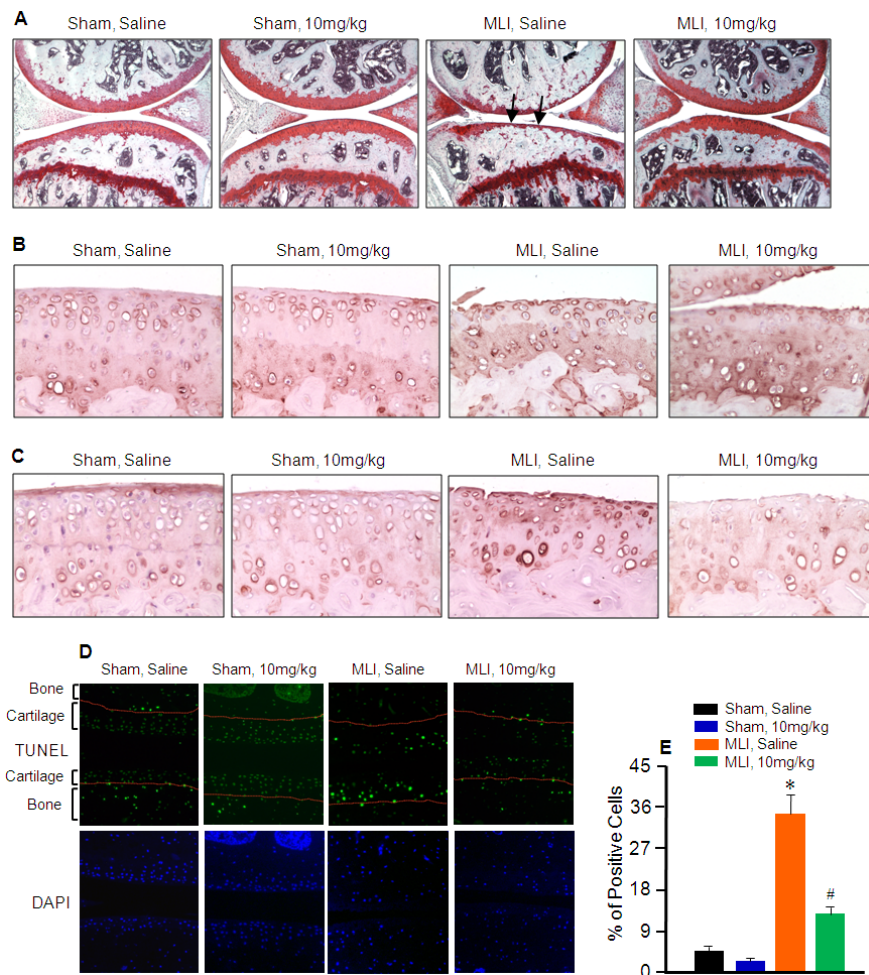 A
Sham, Saline
Sham, 10mg/kg
MLI, Saline
MLI, 10mg/kg
B
Sham, Saline
Sham, 10mg/kg
MLI, Saline
MLI, 10mg/kg
C
Sham, Saline
Sham, 10mg/kg
MLI, Saline
MLI, 10mg/kg
D
Sham, Saline
Sham, 10mg/kg
MLI, Saline
MLI, 10mg/kg
Bone
Cartilage
TUNEL
Cartilage
Bone
DAPI
E
Sham, Saline
Sham, 10mg/kg
MLI, Saline
MLI, 10mg/kg
% of Positive Cells
45
36
27
18
9
0
*
#